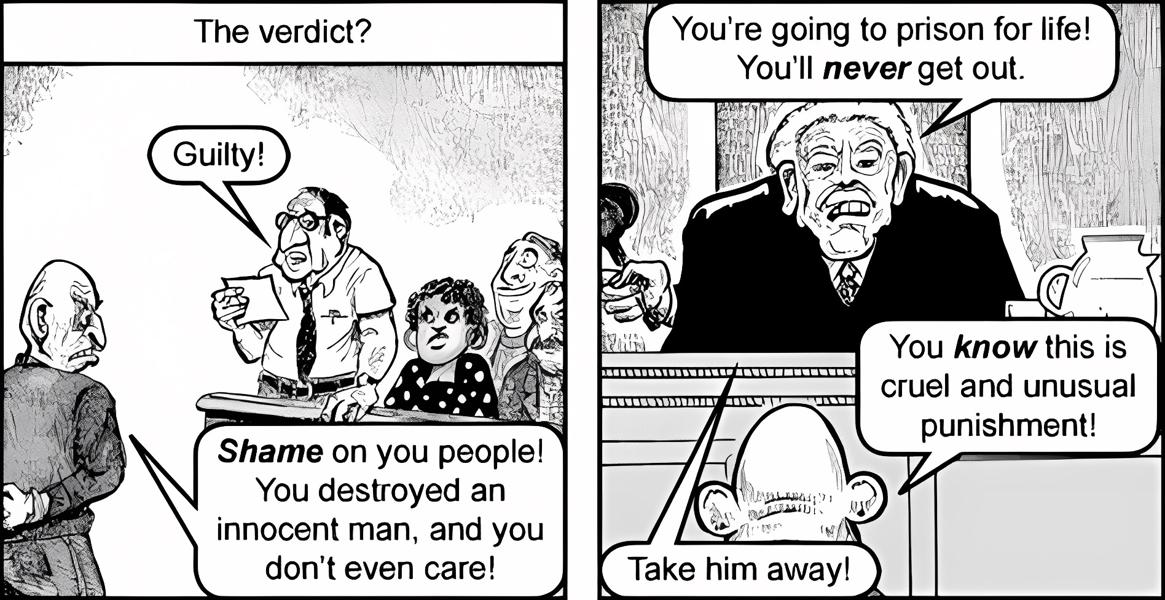 The verdict?
Guilty!
Shame on you people!
You destroyed an
innocent man, and you
don't even care!
You're going to prison for life!
You'll never get out.
You know this is
cruel and unusual
punishment!
Take him away!